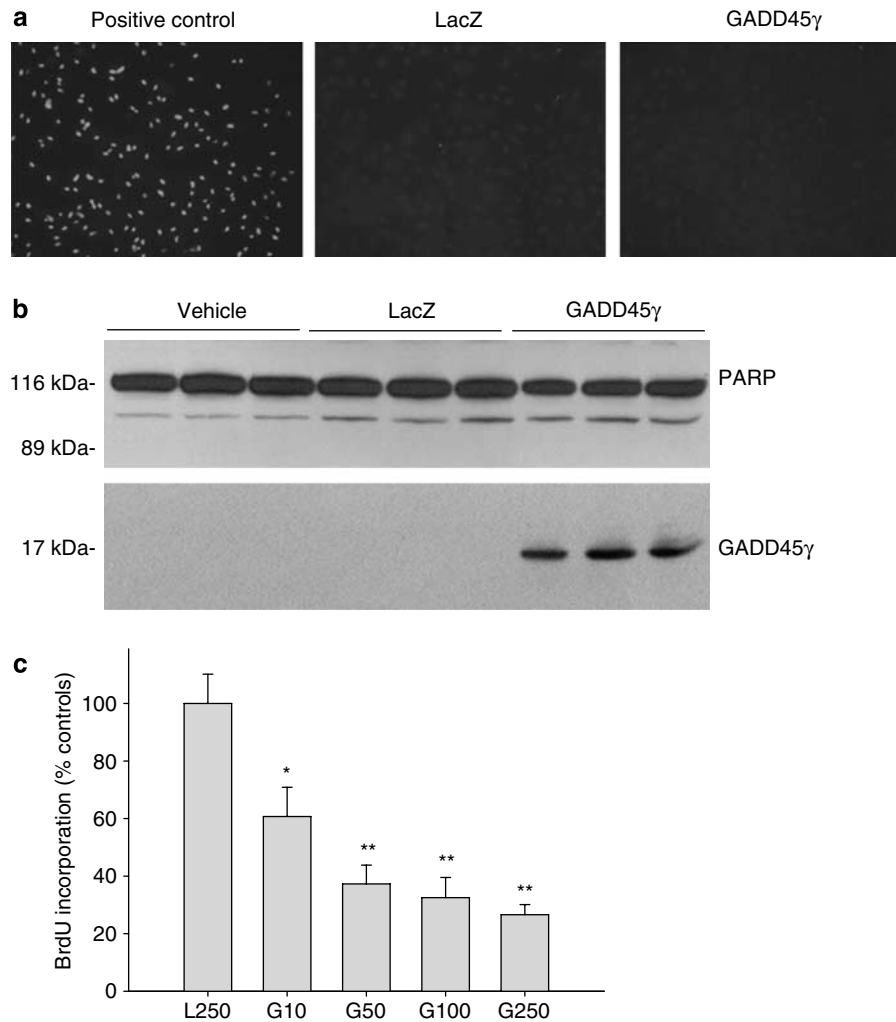 a
Positive control
LacZ
GADD45γ
b
Vehicle
LacZ
GADD45γ
116 kDa-
PARP
89 kDa-
17 kDa-
GADD45γ
c
BrdU incorporation (% controls)
100
80
60
40
20
0
*
**
**
**
L250
G10
G50
G100
G250